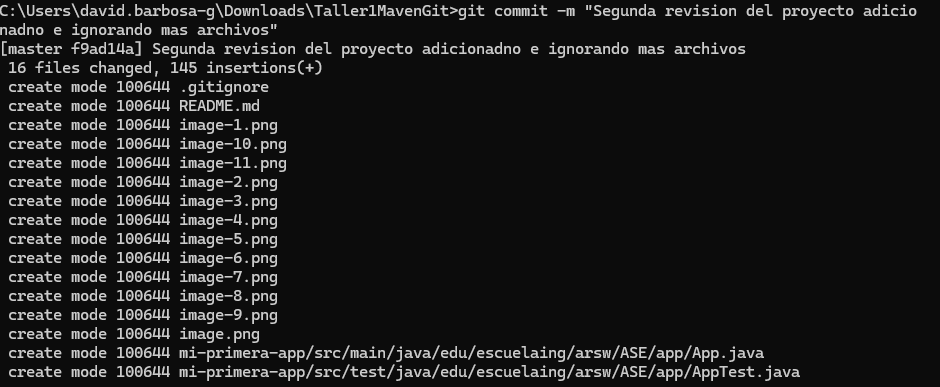 C:\Users\david.barbosa-g\Downloads\Taller1MavenGit>git commit -m "Segunda revision del proyecto adicio
nadno e ignorando mas archivos"
[master f9ad14a] Segunda revision del proyecto adicionadno e ignorando mas archivos
 16 files changed, 145 insertions(+)
 create mode 100644 .gitignore
 create mode 100644 README.md
 create mode 100644 image-1.png
 create mode 100644 image-10.png
 create mode 100644 image-11.png
 create mode 100644 image-2.png
 create mode 100644 image-3.png
 create mode 100644 image-4.png
 create mode 100644 image-5.png
 create mode 100644 image-6.png
 create mode 100644 image-7.png
 create mode 100644 image-8.png
 create mode 100644 image-9.png
 create mode 100644 image.png
 create mode 100644 mi-primera-app/src/main/java/edu/escuelaing/arsw/ASE/app/App.java
 create mode 100644 mi-primera-app/src/test/java/edu/escuelaing/arsw/ASE/app/AppTest.java